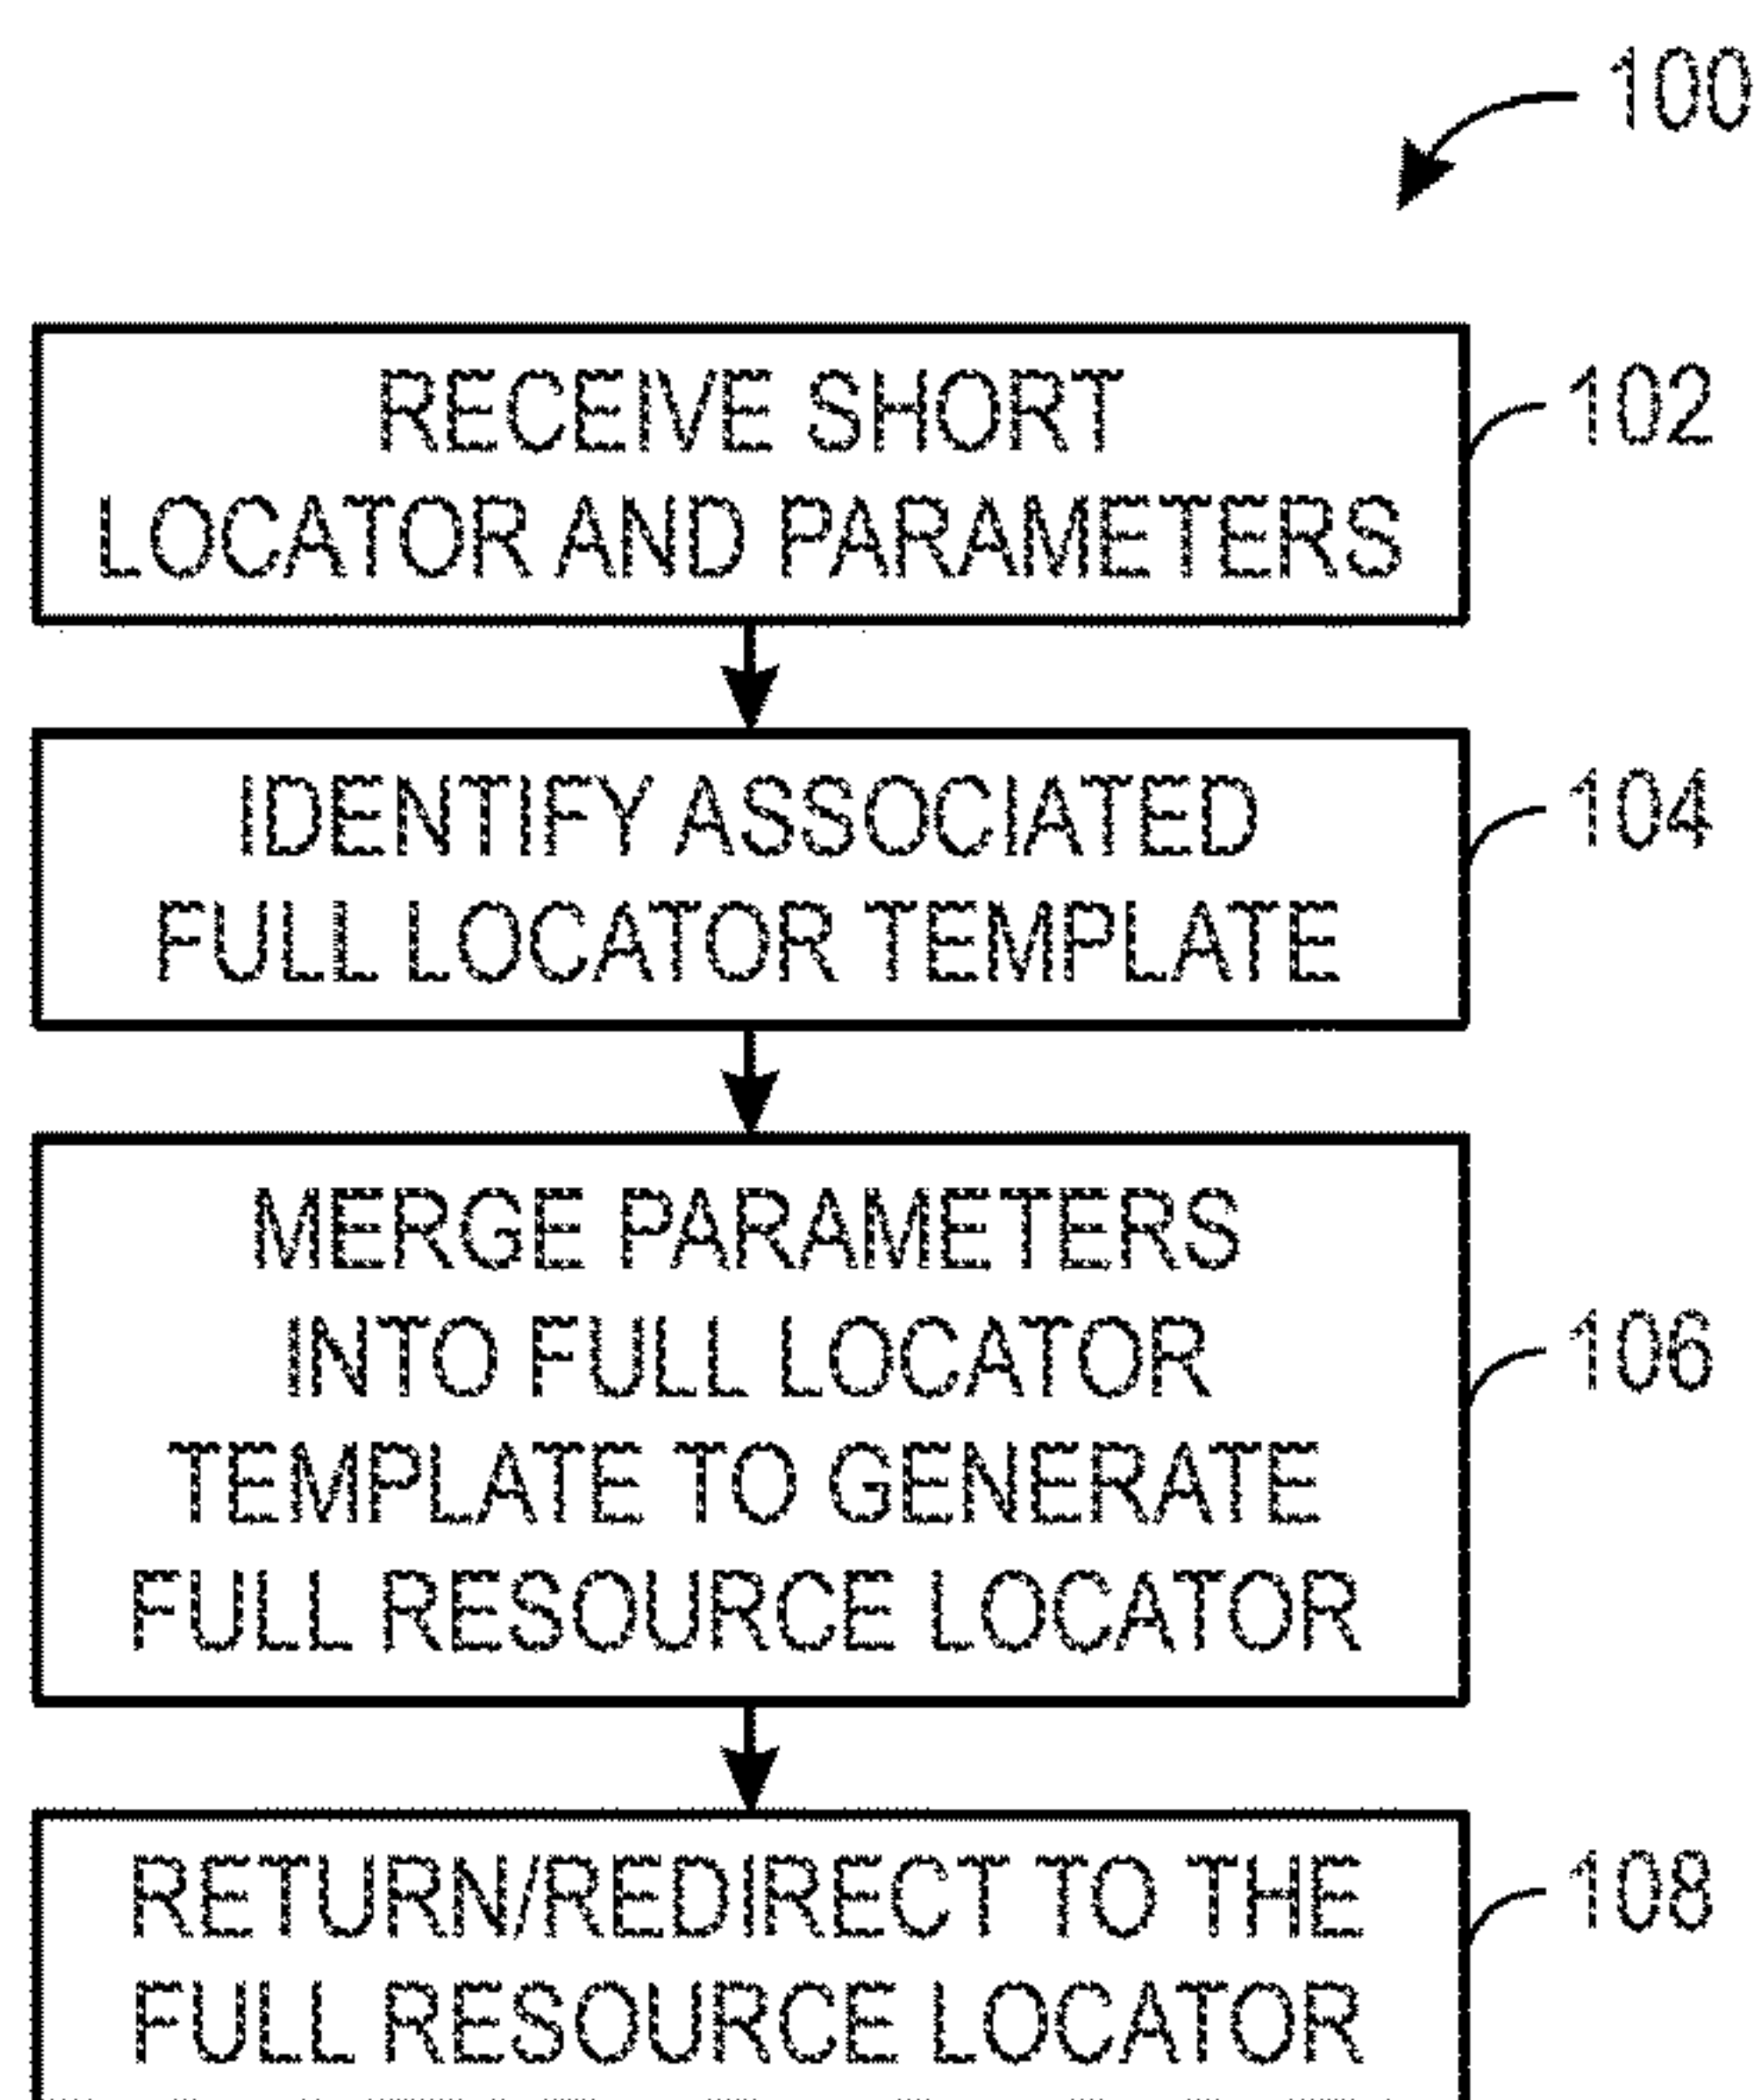 100
RECEIVE SHORT
LOCATOR AND PARAMETERS
102
IDENTIFY ASSOCIATED
FULL LOCATOR TEMPLATE
104
MERGE PARAMETERS
INTO FULL LOCATOR
TEMPLATE TO GENERATE
FULL RESOURCE LOCATOR
106
RETURN/REDIRECT TO THE
FULL RESOURCE LOCATOR
108